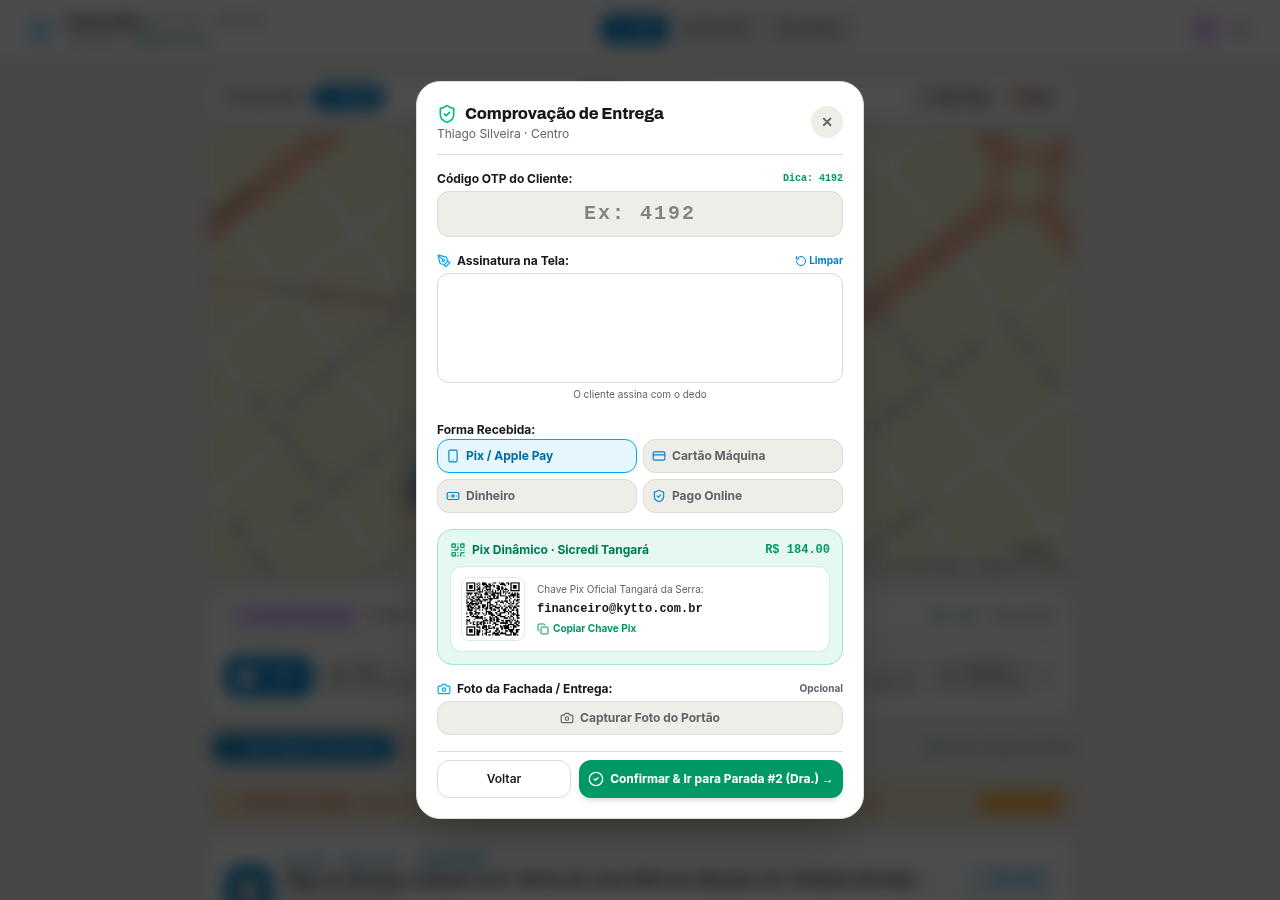 Comprovação de Entrega
Thiago Silveira · Centro
Código OTP do Cliente:
Dica: 4192
Ex: 4192
Assinatura na Tela:
Limpar
O cliente assina com o dedo
Forma Recebida:
Pix / Apple Pay
Cartão Máquina
Dinheiro
Pago Online
Pix Dinâmico · Sicredi Tangará
R$ 184.00
Chave Pix Oficial Tangará da Serra:
financeiro@kytto.com.br
Copiar Chave Pix
Foto da Fachada / Entrega:
Opcional
Capturar Foto do Portão
Voltar
Confirmar & Ir para Parada #2 (Dra.) →